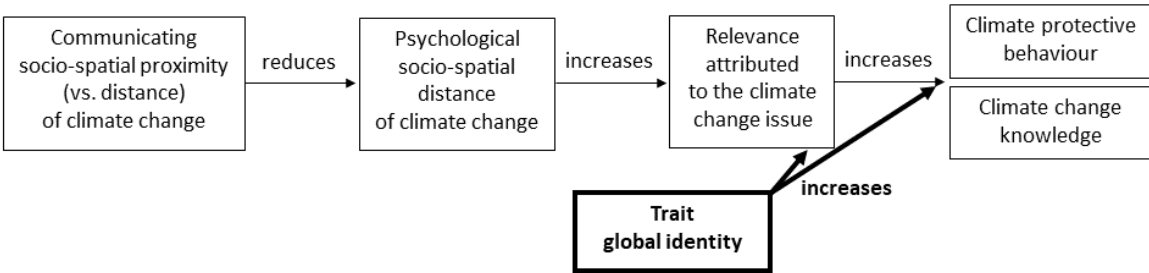 Communicating
socio-spatial proximity
(vs. distance)
of climate change
reduces
Psychological
socio-spatial
distance
of climate change
increases
Relevance
attributed
to the climate
change issue
increases
Climate protective
behaviour
Climate change
knowledge
increases
Trait
global identity